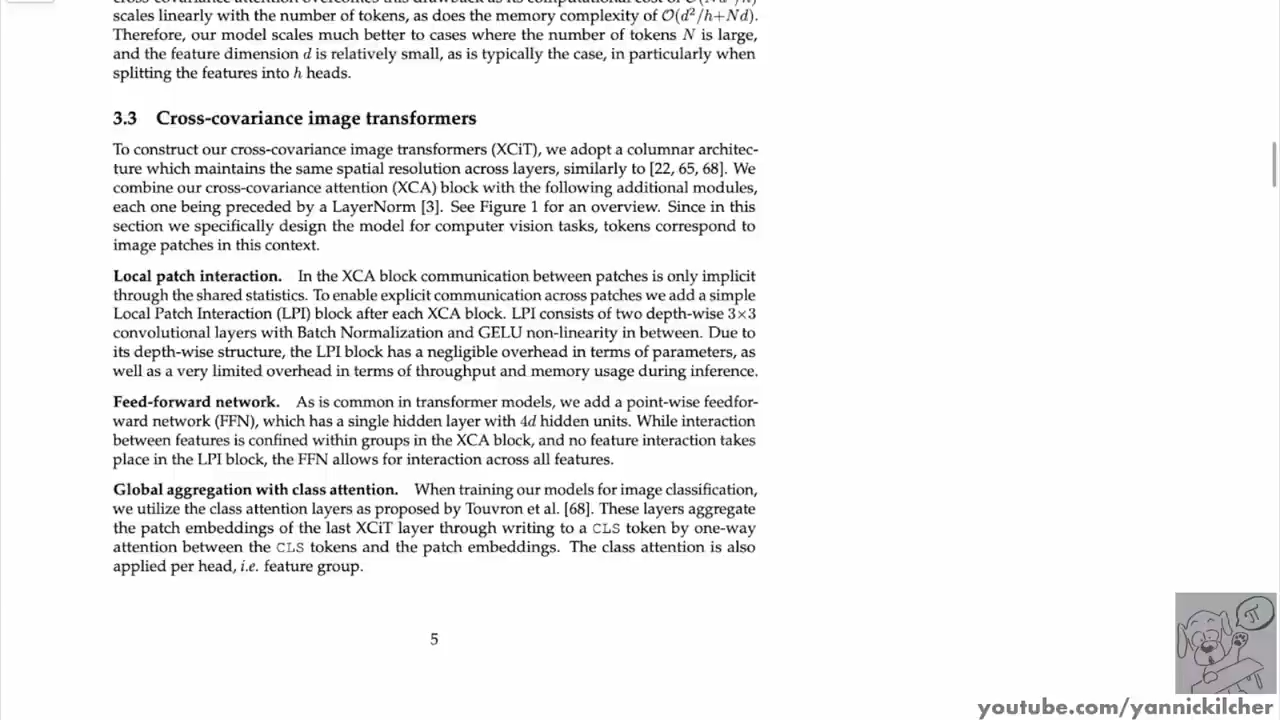 scales linearly with the number of tokens, as does the memory complexity of O(d²/h+Nd).
Therefore, our model scales much better to cases where the number of tokens N is large,
and the feature dimension d is relatively small, as is typically the case, in particularly when
splitting the features into h heads.
3.3 Cross-covariance image transformers
To construct our cross-covariance image transformers (XCiT), we adopt a columnar architec-
ture which maintains the same spatial resolution across layers, similarly to [22, 65, 68]. We
combine our cross-covariance attention (XCA) block with the following additional modules,
each one being preceded by a LayerNorm [3]. See Figure 1 for an overview. Since in this
section we specifically design the model for computer vision tasks, tokens correspond to
image patches in this context.
Local patch interaction. In the XCA block communication between patches is only implicit
through the shared statistics. To enable explicit communication across patches we add a simple
Local Patch Interaction (LPI) block after each XCA block. LPI consists of two depth-wise 3×3
convolutional layers with Batch Normalization and GELU non-linearity in between. Due to
its depth-wise structure, the LPI block has a negligible overhead in terms of parameters, as
well as a very limited overhead in terms of throughput and memory usage during inference.
Feed-forward network. As is common in transformer models, we add a point-wise feedfor-
ward network (FFN), which has a single hidden layer with 4d hidden units. While interaction
between features is confined within groups in the XCA block, and no feature interaction takes
place in the LPI block, the FFN allows for interaction across all features.
Global aggregation with class attention. When training our models for image classification,
we utilize the class attention layers as proposed by Touvron et al. [68]. These layers aggregate
the patch embeddings of the last XCiT layer through writing to a CLS token by one-way
attention between the CLS tokens and the patch embeddings. The class attention is also
applied per head, i.e. feature group.
5
π
youtube.com/yannickilcher